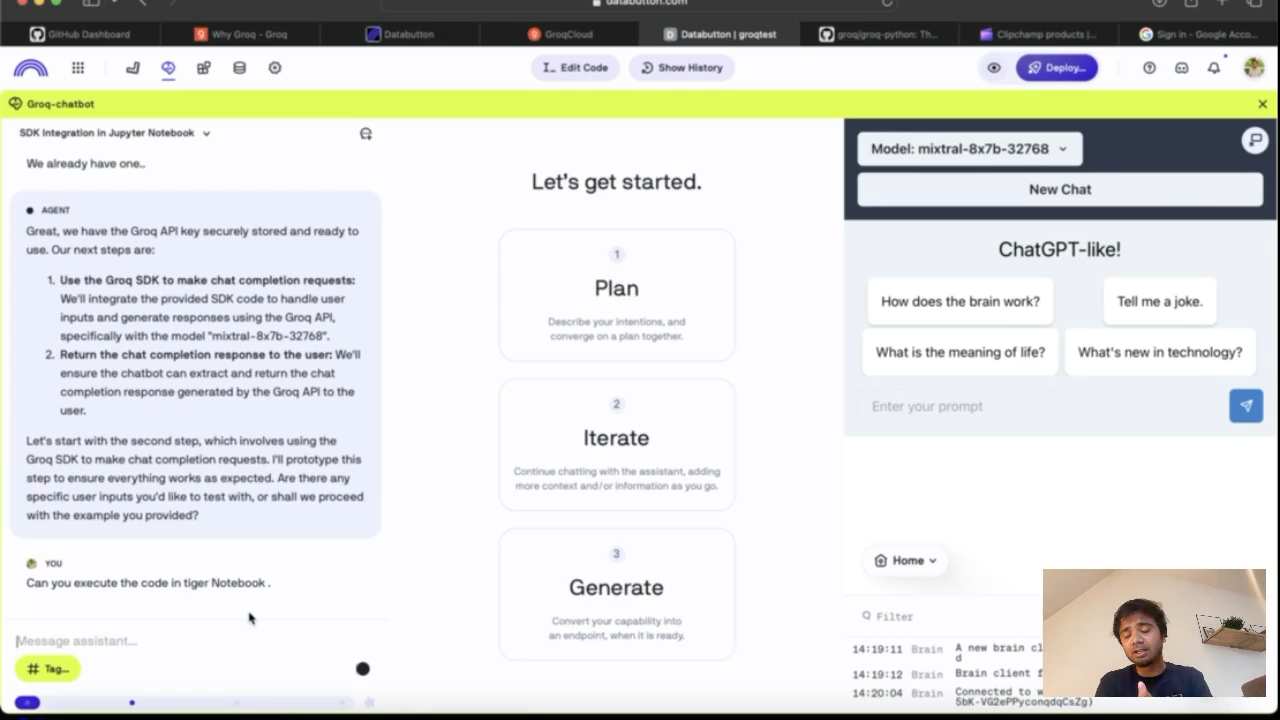 databutton.com
GitHub Dashboard
Why Groq - Groq
Databutton
GroqCloud
Databutton | groqtest
groq/groq-python: Th...
Clipchamp products |...
Sign in - Google Acco...
Edit Code
Show History
Deploy...
Groq-chatbot
SDK Integration in Jupyter Notebook
We already have one..
AGENT
Great, we have the Groq API key securely stored and ready to
use. Our next steps are:
1. Use the Groq SDK to make chat completion requests:
We'll integrate the provided SDK code to handle user
inputs and generate responses using the Groq API,
specifically with the model "mixtral-8x7b-32768".
2. Return the chat completion response to the user: We'll
ensure the chatbot can extract and return the chat
completion response generated by the Groq API to the
user.
Let's start with the second step, which involves using the
Groq SDK to make chat completion requests. I'll prototype this
step to ensure everything works as expected. Are there any
specific user inputs you'd like to test with, or shall we proceed
with the example you provided?
YOU
Can you execute the code in tiger Notebook .
Message assistant...
# Tag...
Let's get started.
1
Plan
Describe your intentions, and
converge on a plan together.
2
Iterate
Continue chatting with the assistant, adding
more context and/or information as you go.
3
Generate
Convert your capability into
an endpoint, when it is ready.
Model: mixtral-8x7b-32768
New Chat
ChatGPT-like!
How does the brain work?
Tell me a joke.
What is the meaning of life?
What's new in technology?
Enter your prompt
Home
Filter
14:19:11 Brain A new brain cl
d
14:19:12 Brain Brain client f
14:20:04 Brain Connected to w
5bK-VG2ePPyconqdqCsZg)